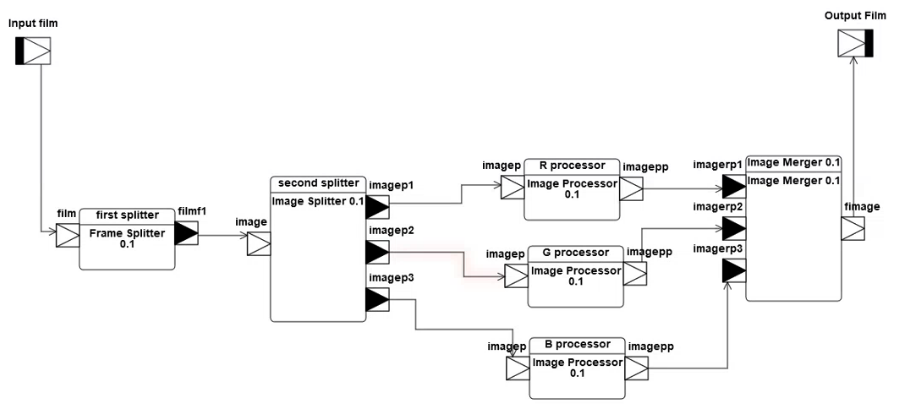 Input film
Output Film
film
first splitter
filmf1
Frame Splitter
0.1
image
second splitter
Image Splitter 0.1
imagep1
imagep2
imagep3
imagep
R processor
imagepp
Image Processor
0.1
imagep
G processor
imagepp
Image Processor
0.1
imagep
B processor
imagepp
Image Processor
0.1
imagerp1
Image Merger 0.1
Image Merger 0.1
imagerp2
imagerp3
fimage